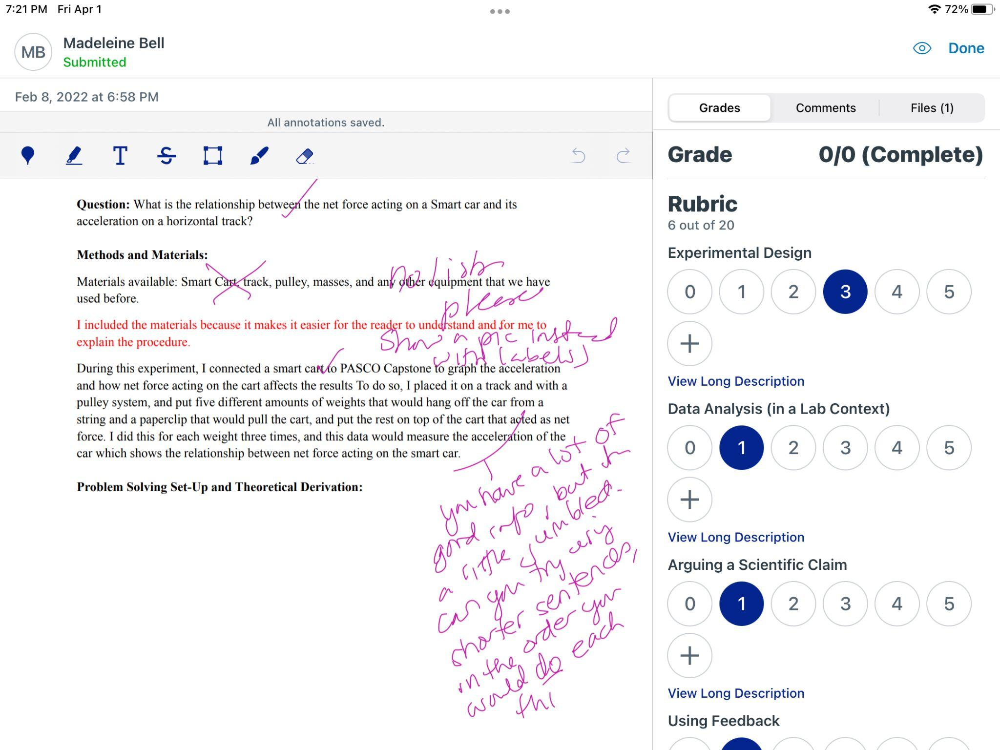 7:21 PM Fri Apr 1
72%
MB
Madeleine Bell
Submitted
Done
Feb 8, 2022 at 6:58 PM
All annotations saved.
T
S
Question: What is the relationship between the net force acting on a Smart car and its
acceleration on a horizontal track?
Methods and Materials:
no lists
please
Materials available: Smart Cart, track, pulley, masses, and any other equipment that we have
used before.
I included the materials because it makes it easier for the reader to understand and for me to
explain the procedure.
Show a pic instead
with labels)
During this experiment, I connected a smart cart to PASCO Capstone to graph the acceleration
and how net force acting on the cart affects the results To do so, I placed it on a track and with a
pulley system, and put five different amounts of weights that would hang off the car from a
string and a paperclip that would pull the cart, and put the rest on top of the cart that acted as net
force. I did this for each weight three times, and this data would measure the acceleration of the
car which shows the relationship between net force acting on the smart car.
Problem Solving Set-Up and Theoretical Derivation:
you have a lot of
good info, but
a little jumbled.
can you try using
shorter sentences,
in the order you
would do each
Grades
Comments
Files (1)
Grade
0/0 (Complete)
Rubric
6 out of 20
Experimental Design
0 1 2 3 4 5
+
View Long Description
Data Analysis (in a Lab Context)
0 1 2 3 4 5
+
View Long Description
Arguing a Scientific Claim
0 1 2 3 4 5
+
View Long Description
Using Feedback